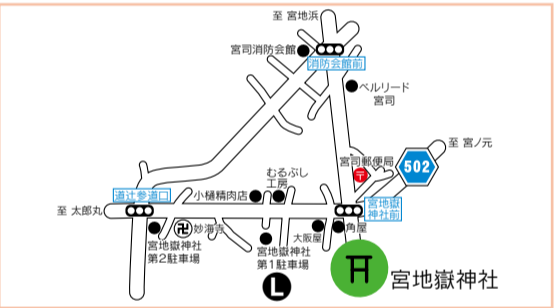 至 宮地浜
宮司消防会館
消防会館前
ベルリード
宮司
至 宮ノ元
宮司郵便局
〒
502
むるぶし
工房
小樋精肉店
道辻参道口
宮地嶽
神社前
至 太郎丸
卍
妙海寺
大阪屋
角屋
宮地嶽神社
第2駐車場
宮地嶽神社
第1駐車場
L
宮地嶽神社